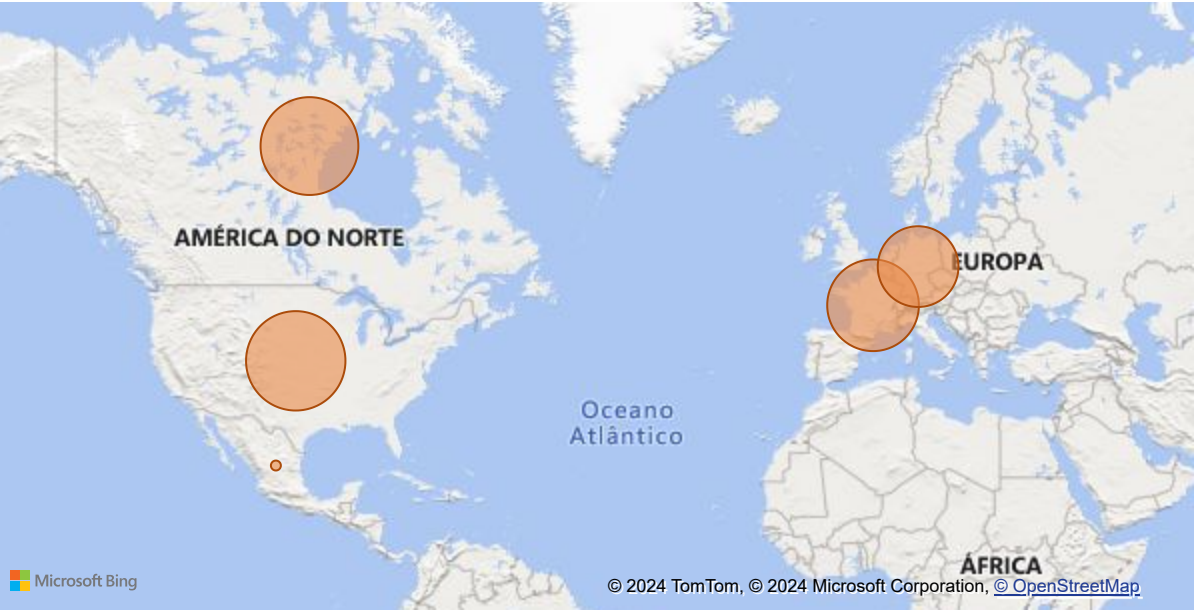 AMÉRICA DO NORTE
EUROPA
Oceano
Atlântico
ÁFRICA
Microsoft Bing
© 2024 TomTom, © 2024 Microsoft Corporation, © OpenStreetMap